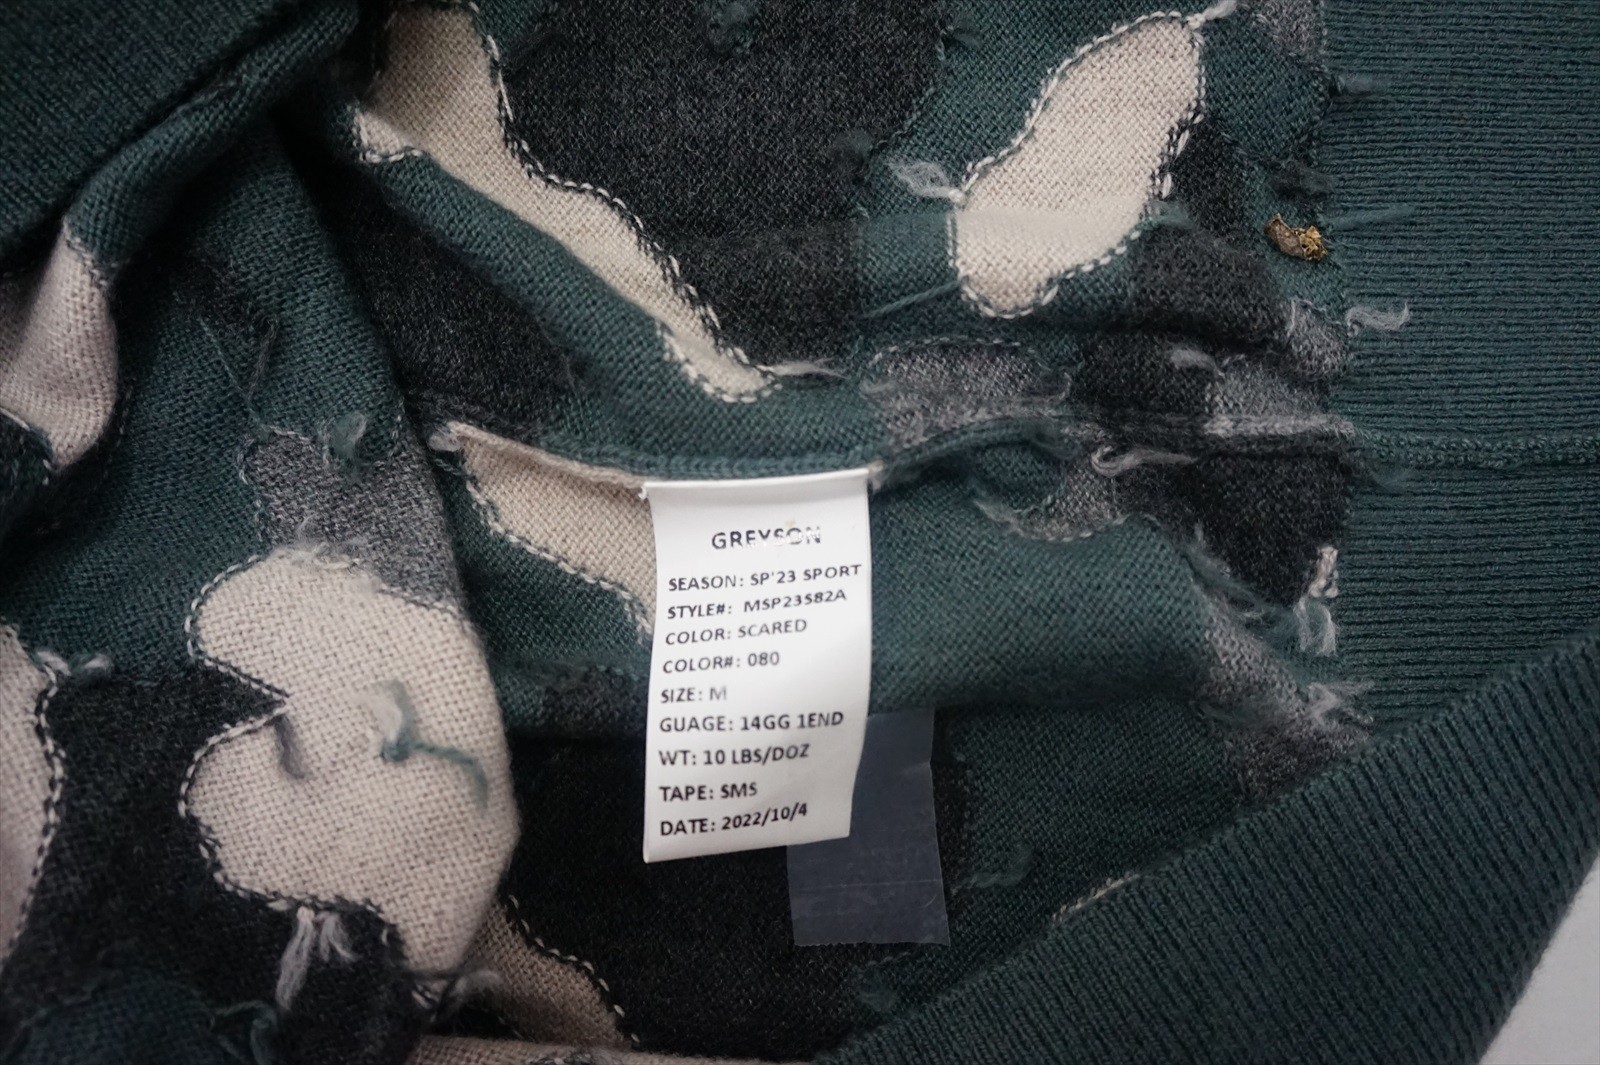 GREYSON
SEASON: SP'23 SPORT
STYLE#: MSP23S82A
COLOR: SCARED
COLOR#: 080
SIZE: M
GUAGE: 14GG 1END
WT: 10 LBS/DOZ
TAPE: SMS
DATE: 2022/10/4